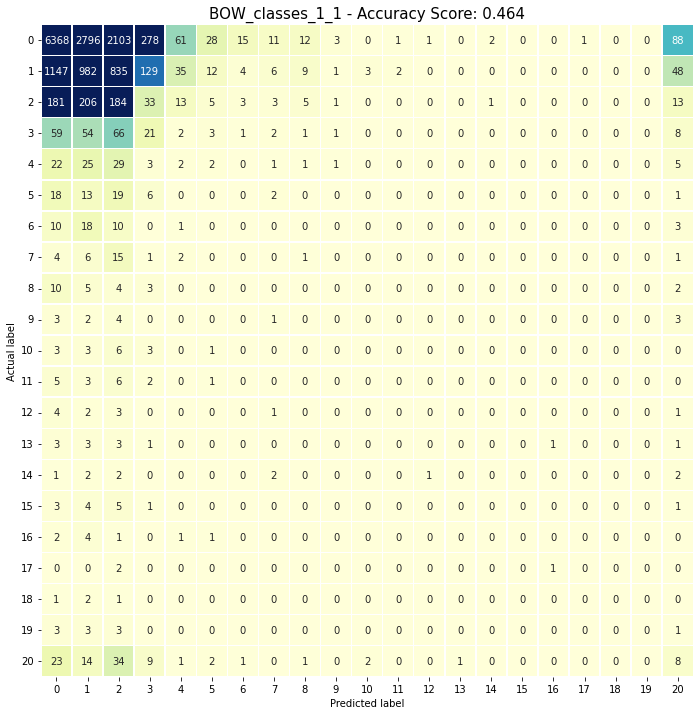 BOW_classes_1_1 - Accuracy Score: 0.464
0 6368 2796 2103 278 61 28 15 11 12 3 0 1 1 0 2 0 0 1 0 0 88
1 1147 982 835 129 35 12 4 6 9 1 3 2 0 0 0 0 0 0 0 0 48
2 181 206 184 33 13 5 3 3 5 1 0 0 0 0 1 0 0 0 0 0 13
3 59 54 66 21 2 3 1 2 1 1 0 0 0 0 0 0 0 0 0 0 8
4 22 25 29 3 2 2 0 1 1 1 0 0 0 0 0 0 0 0 0 0 5
5 18 13 19 6 0 0 0 2 0 0 0 0 0 0 0 0 0 0 0 0 1
6 10 18 10 0 1 0 0 0 0 0 0 0 0 0 0 0 0 0 0 0 3
7 4 6 15 1 2 0 0 0 1 0 0 0 0 0 0 0 0 0 0 0 1
8 10 5 4 3 0 0 0 0 0 0 0 0 0 0 0 0 0 0 0 0 2
9 3 2 4 0 0 0 0 1 0 0 0 0 0 0 0 0 0 0 0 0 3
Actual label
10 3 3 6 3 0 1 0 0 0 0 0 0 0 0 0 0 0 0 0 0 0
11 5 3 6 2 0 1 0 0 0 0 0 0 0 0 0 0 0 0 0 0 0
12 4 2 3 0 0 0 0 1 0 0 0 0 0 0 0 0 0 0 0 0 1
13 3 3 3 1 0 0 0 0 0 0 0 0 0 0 0 0 1 0 0 0 1
14 1 2 2 0 0 0 0 2 0 0 0 0 1 0 0 0 0 0 0 0 2
15 3 4 5 1 0 0 0 0 0 0 0 0 0 0 0 0 0 0 0 0 1
16 2 4 1 0 1 1 0 0 0 0 0 0 0 0 0 0 0 0 0 0 0
17 0 0 2 0 0 0 0 0 0 0 0 0 0 0 0 0 1 0 0 0 0
18 1 2 1 0 0 0 0 0 0 0 0 0 0 0 0 0 0 0 0 0 0
19 3 3 3 0 0 0 0 0 0 0 0 0 0 0 0 0 0 0 0 0 1
20 23 14 34 9 1 2 1 0 1 0 2 0 0 1 0 0 0 0 0 0 8
0 1 2 3 4 5 6 7 8 9 10 11 12 13 14 15 16 17 18 19 20
Predicted label